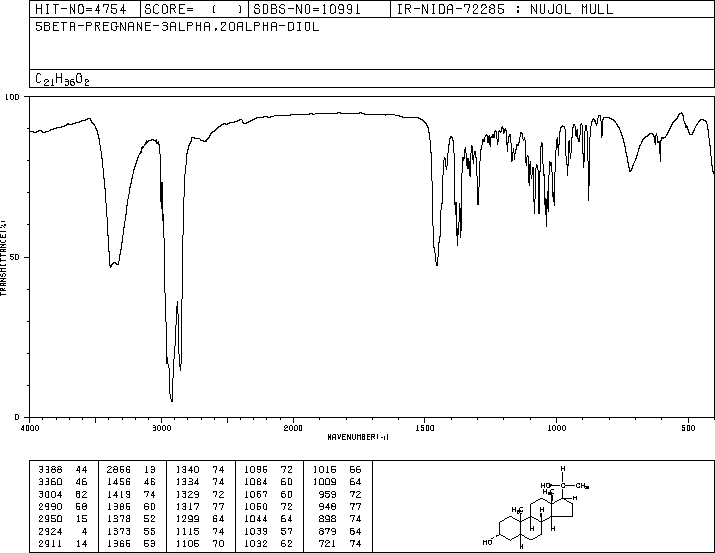 HIT-NO=4754 SCORE= ( ) SDBS-NO=10991 IR-NIDA-72285 : NUJOL MULL
5BETA-PREGNANE-3ALPHA,20ALPHA-DIOL
C21H36O2
100
TRANSMITTANCE(%)
50
0
4000 3000 2000 1500 1000 500
WAVENUMBER(-1)
3388 44 2866 13 1340 74 1096 72 1016 66
3360 46 1456 46 1334 74 1084 60 1009 64
3004 82 1419 74 1329 72 1067 60 959 72
2990 68 1386 60 1317 77 1060 72 948 77
2950 15 1378 52 1299 64 1044 64 898 74
2924 4 1373 55 1115 74 1039 57 879 64
2911 14 1366 53 1105 70 1032 62 721 74
H
HO C CH3
CH3
H
CH3
H
H
H
HO
H